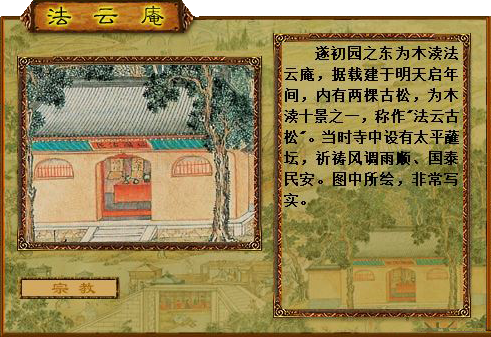 法云庵
遂初园之东为木渎法
云庵，据载建于明天启年
间，内有两棵古松，为木
渎十景之一，称作"法云古
松"。当时寺中设有太平蘸
坛，祈祷风调雨顺、国泰
民安。图中所绘，非常写
实。
宗教